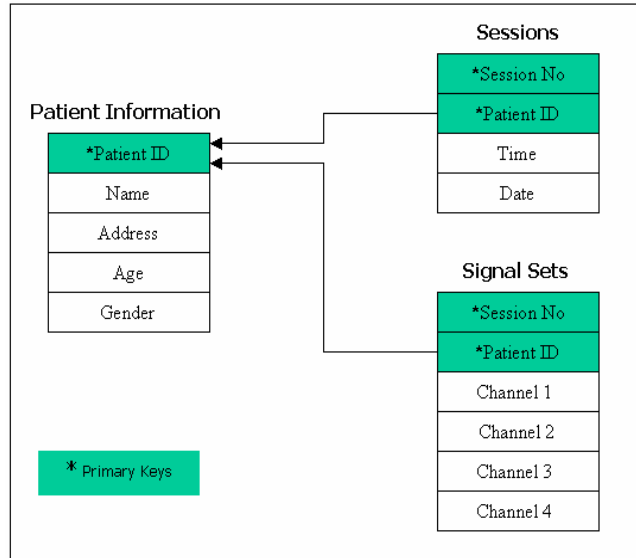 Patient Information
*Patient ID
Name
Address
Age
Gender
Sessions
*Session No
*Patient ID
Time
Date
Signal Sets
*Session No
*Patient ID
Channel 1
Channel 2
Channel 3
Channel 4
* Primary Keys